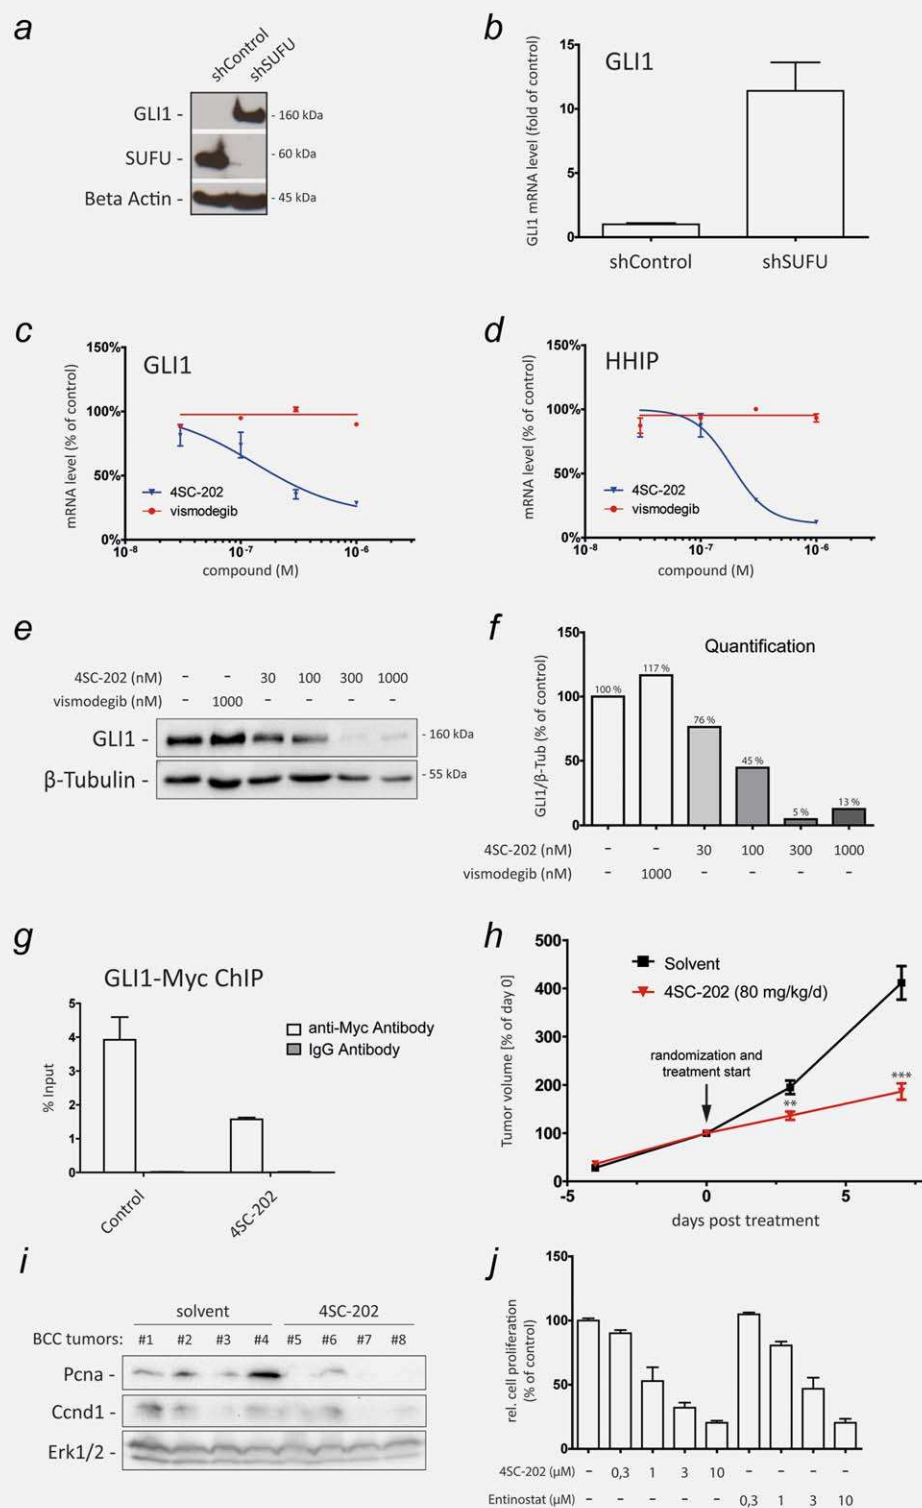 a
shControl
shSUFU
GLI1 -
- 160 kDa
SUFU -
- 60 kDa
Beta Actin -
- 45 kDa
b
GLI1
GLI1 mRNA level (fold of control)
15
10
5
0
shControl
shSUFU
c
GLI1
mRNA level (% of control)
150%
100%
50%
0%
4SC-202
vismodegib
10-8
10-7
10-6
compound (M)
d
HHIP
mRNA level (% of control)
150%
100%
50%
0%
4SC-202
vismodegib
10-8
10-7
10-6
compound (M)
e
4SC-202 (nM) – – 30 100 300 1000
vismodegib (nM) – 1000 – – – –
GLI1 -
- 160 kDa
β-Tubulin -
- 55 kDa
f
Quantification
GLI1/β-Tub (% of control)
150
100
50
0
100 %
117 %
76 %
45 %
5 %
13 %
4SC-202 (nM) – – 30 100 300 1000
vismodegib (nM) – 1000 – – – –
g
GLI1-Myc ChIP
% Input
5
4
3
2
1
0
anti-Myc Antibody
IgG Antibody
Control
4SC-202
h
Tumor volume [% of day 0]
500
400
300
200
100
0
Solvent
4SC-202 (80 mg/kg/d)
randomization and
treatment start
**
***
-5 0 5
days post treatment
i
solvent 4SC-202
BCC tumors: #1 #2 #3 #4 #5 #6 #7 #8
Pcna -
Ccnd1 -
Erk1/2 -
j
rel. cell proliferation
(% of control)
150
100
50
0
4SC-202 (µM) – 0,3 1 3 10 – – – –
Entinostat (µM) – – – – – 0,3 1 3 10